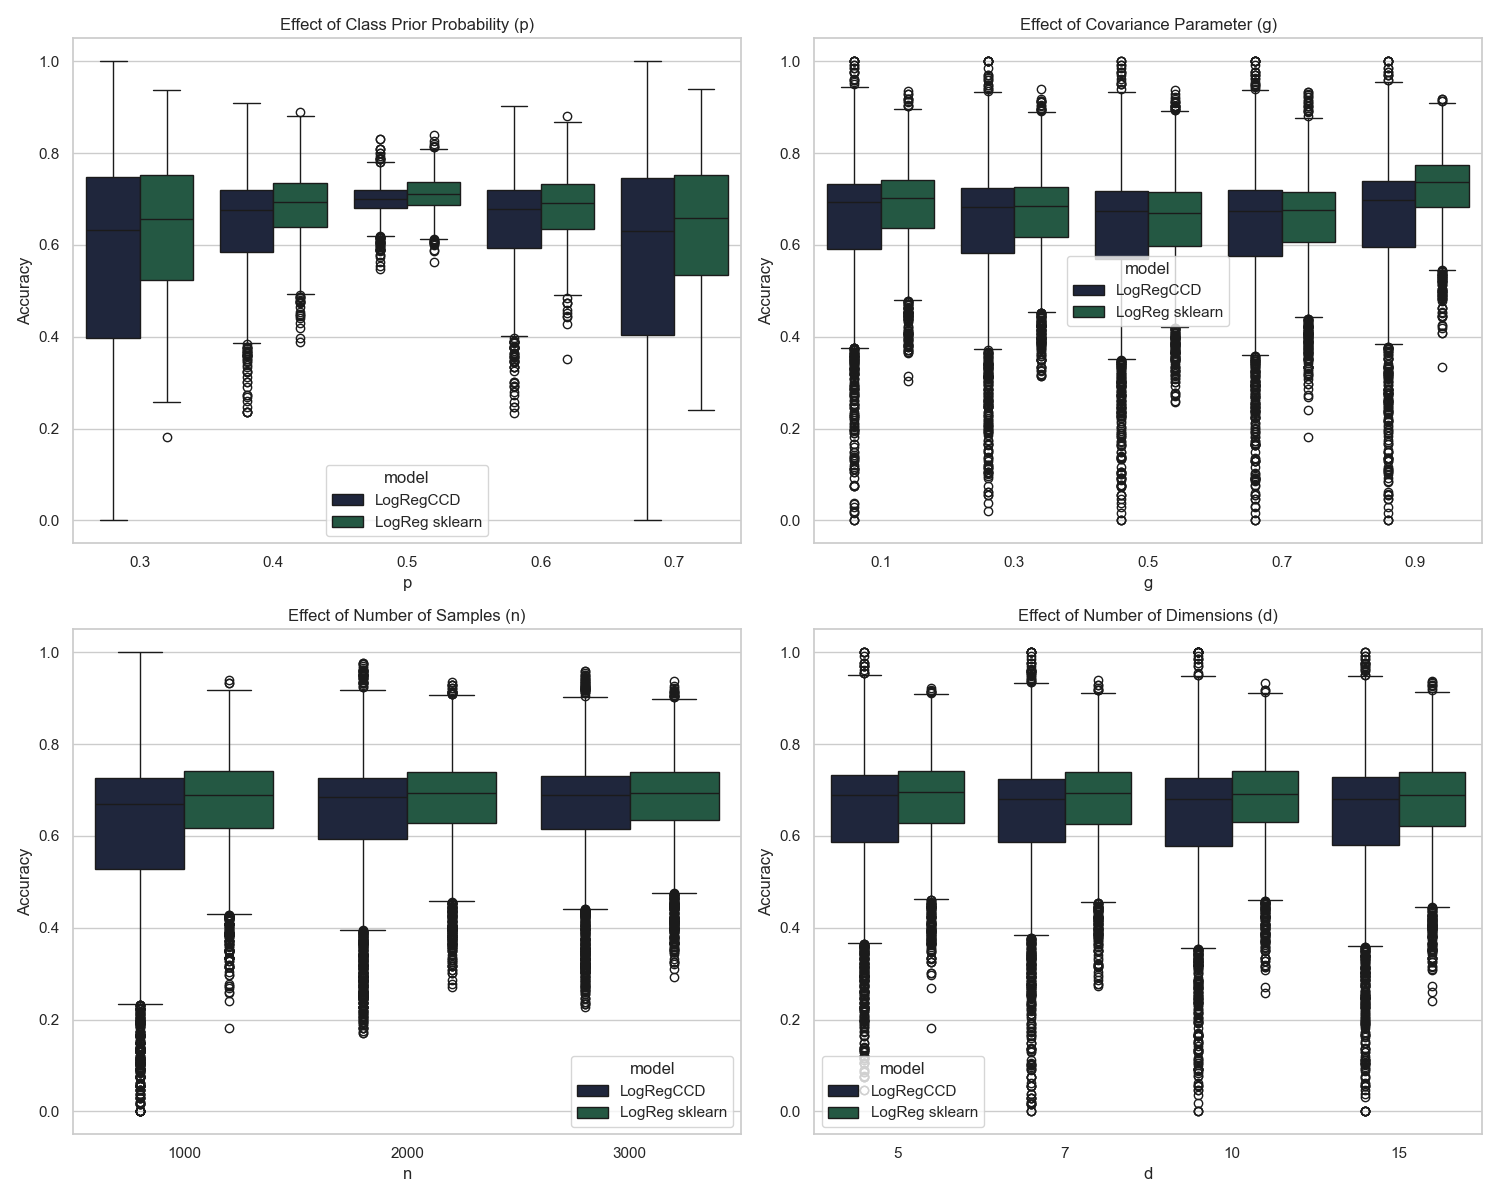 Effect of Class Prior Probability (p)
Accuracy
1.0
0.8
0.6
0.4
0.2
0.0
model
LogRegCCD
LogReg sklearn
0.3 0.4 0.5 0.6 0.7
p
Effect of Covariance Parameter (g)
Accuracy
1.0
0.8
0.6
0.4
0.2
0.0
model
LogRegCCD
LogReg sklearn
0.1 0.3 0.5 0.7 0.9
g
Effect of Number of Samples (n)
Accuracy
1.0
0.8
0.6
0.4
0.2
0.0
model
LogRegCCD
LogReg sklearn
1000 2000 3000
n
Effect of Number of Dimensions (d)
Accuracy
1.0
0.8
0.6
0.4
0.2
0.0
model
LogRegCCD
LogReg sklearn
5 7 10 15
d